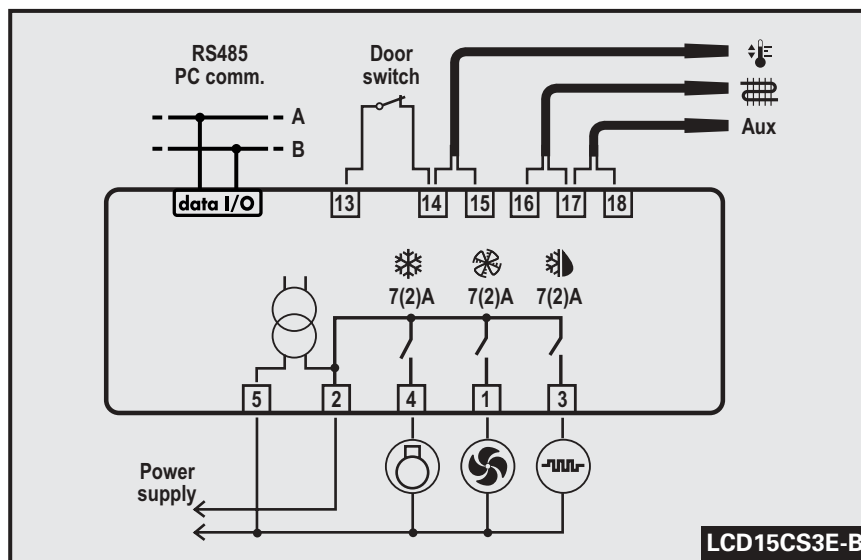 RS485
PC comm.
Door
switch
A
B
Aux
data I/O
13
14
15
16
17
18
7(2)A
7(2)A
7(2)A
5
2
4
1
3
Power
supply
LCD15CS3E-B